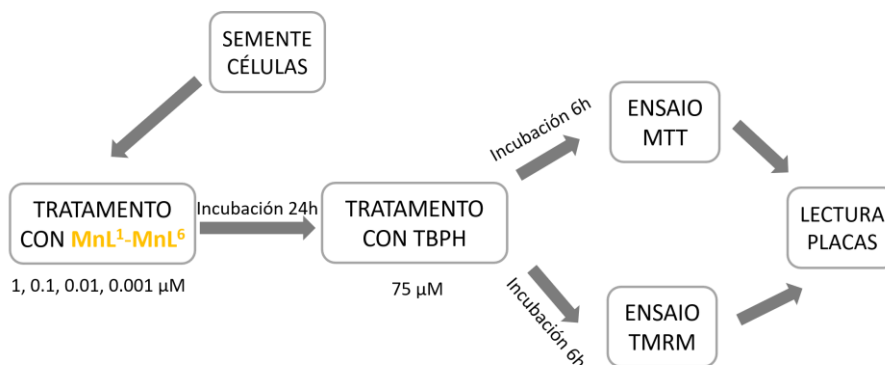 SEMENTE
CÉLULAS
TRATAMENTO
CON MnL¹-MnL⁶
1, 0.1, 0.01, 0.001 µM
Incubación 24h
TRATAMENTO
CON TBPH
75 µM
Incubación 6h
ENSAIO
MTT
Incubación 6h
ENSAIO
TMRM
LECTURA
PLACAS